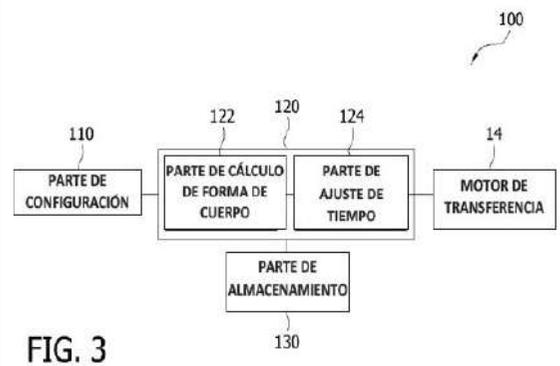 100
122
120
124
110
14
PARTE DE
CONFIGURACIÓN
PARTE DE CÁLCULO
DE FORMA DE
CUERPO
PARTE DE
AJUSTE DE
TIEMPO
MOTOR DE
TRANSFERENCIA
PARTE DE
ALMACENAMIENTO
130
FIG. 3